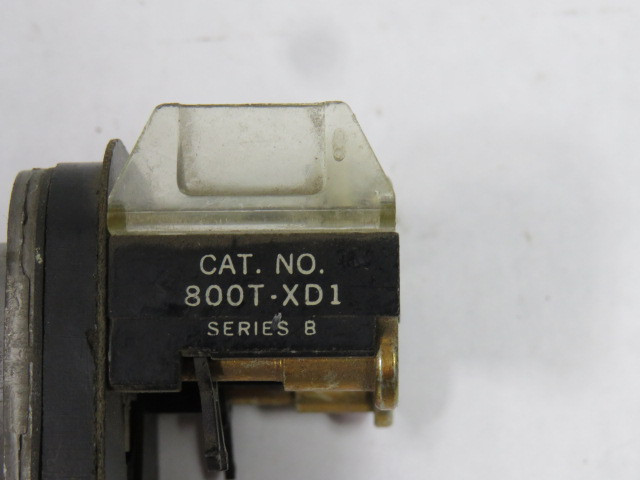 CAT. NO.
800T-XD1
SERIES B